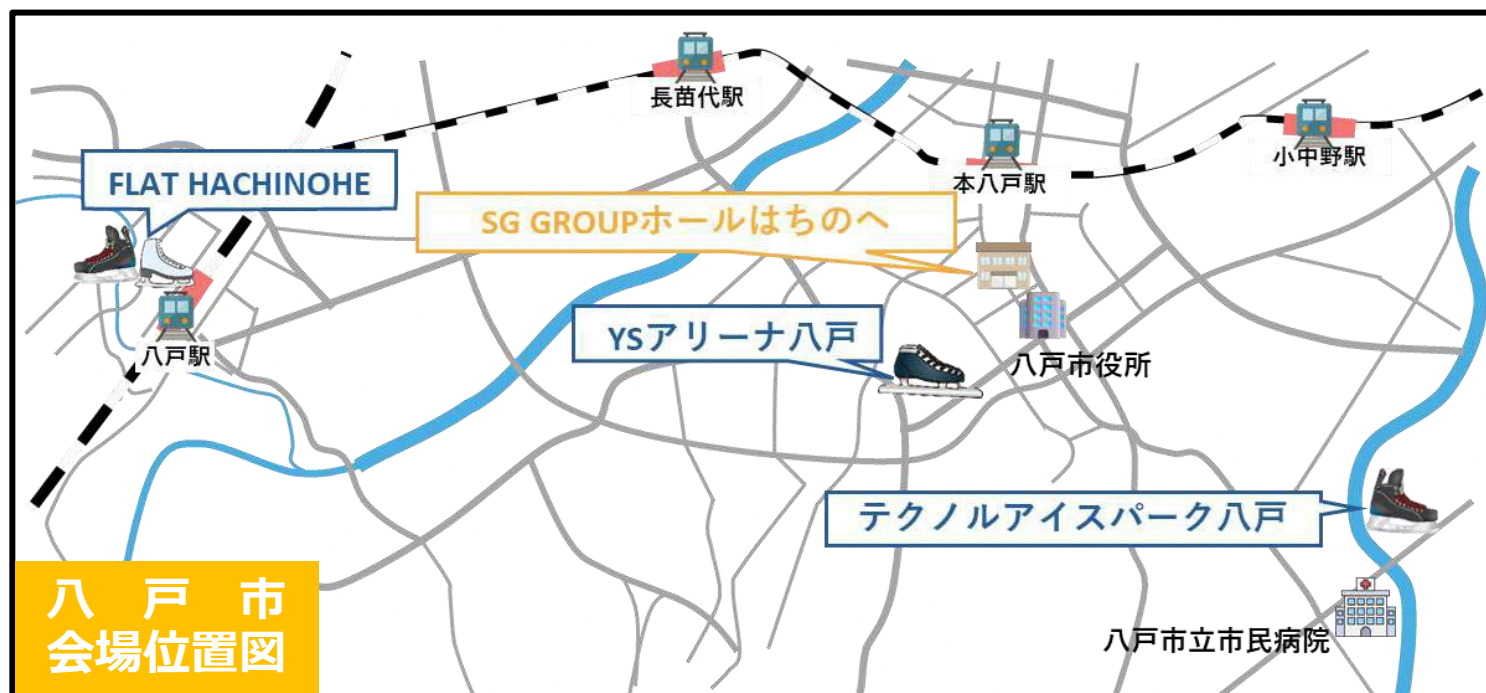 長苗代駅
本八戸駅
小中野駅
FLAT HACHINOHE
SG GROUPホールはちのへ
八戸駅
YSアリーナ八戸
八戸市役所
テクノルアイスパーク八戸
八戸市立市民病院
八戸市
会場位置図